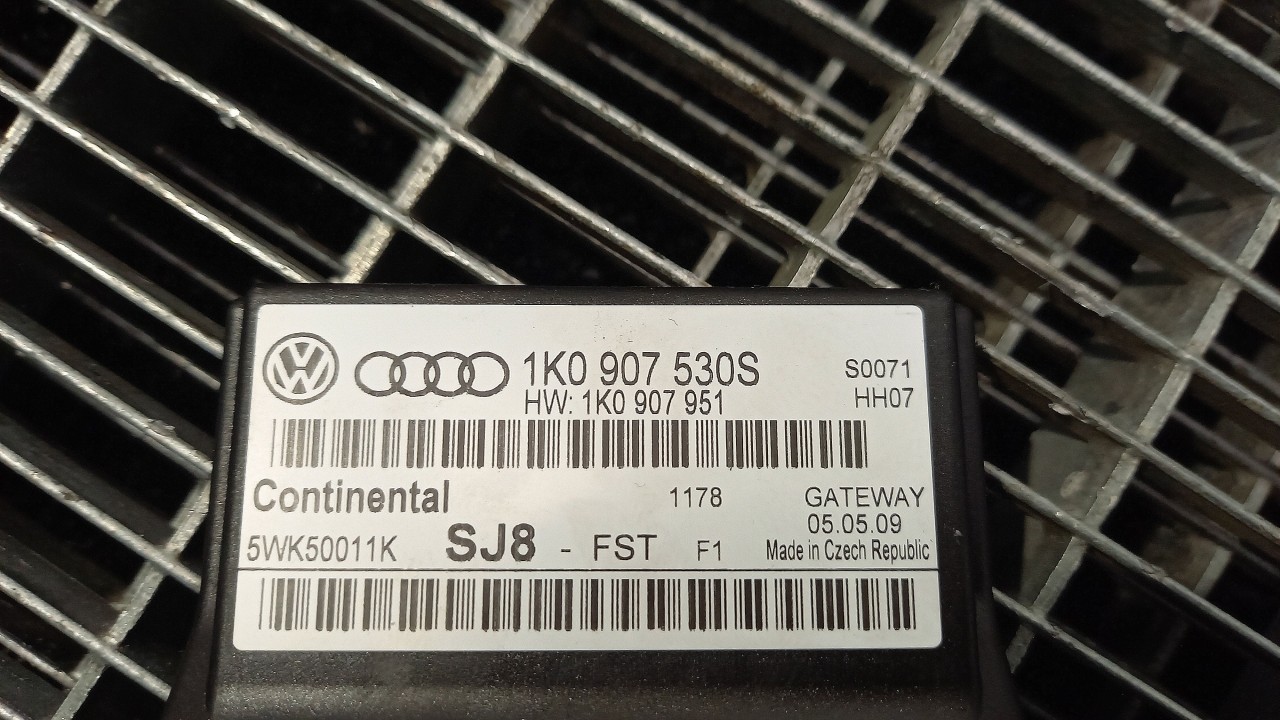 1K0 907 530S S0071
HW: 1K0 907 951 HH07
Continental 1178 GATEWAY
05.05.09
5WK50011K SJ8 - FST F1 Made in Czech Republic